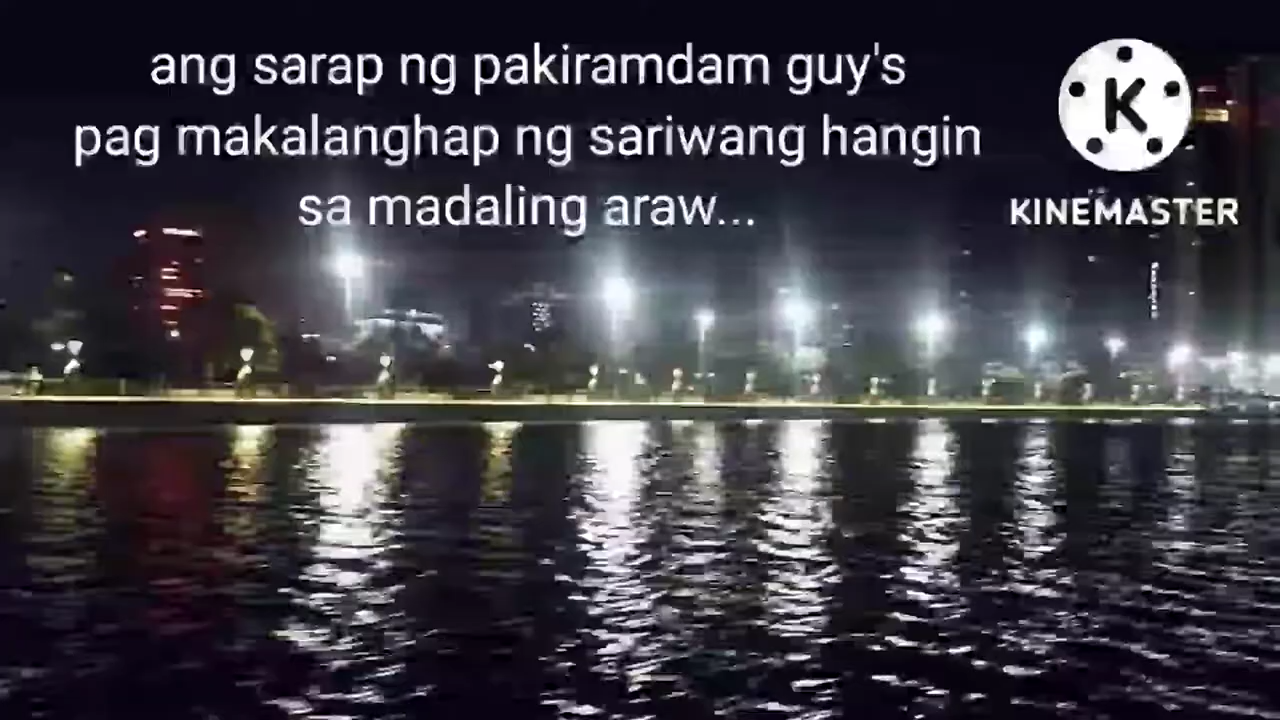 ang sarap ng pakiramdam guy's
pag makalanghap ng sariwang hangin
sa madaling araw...
K
KINEMASTER